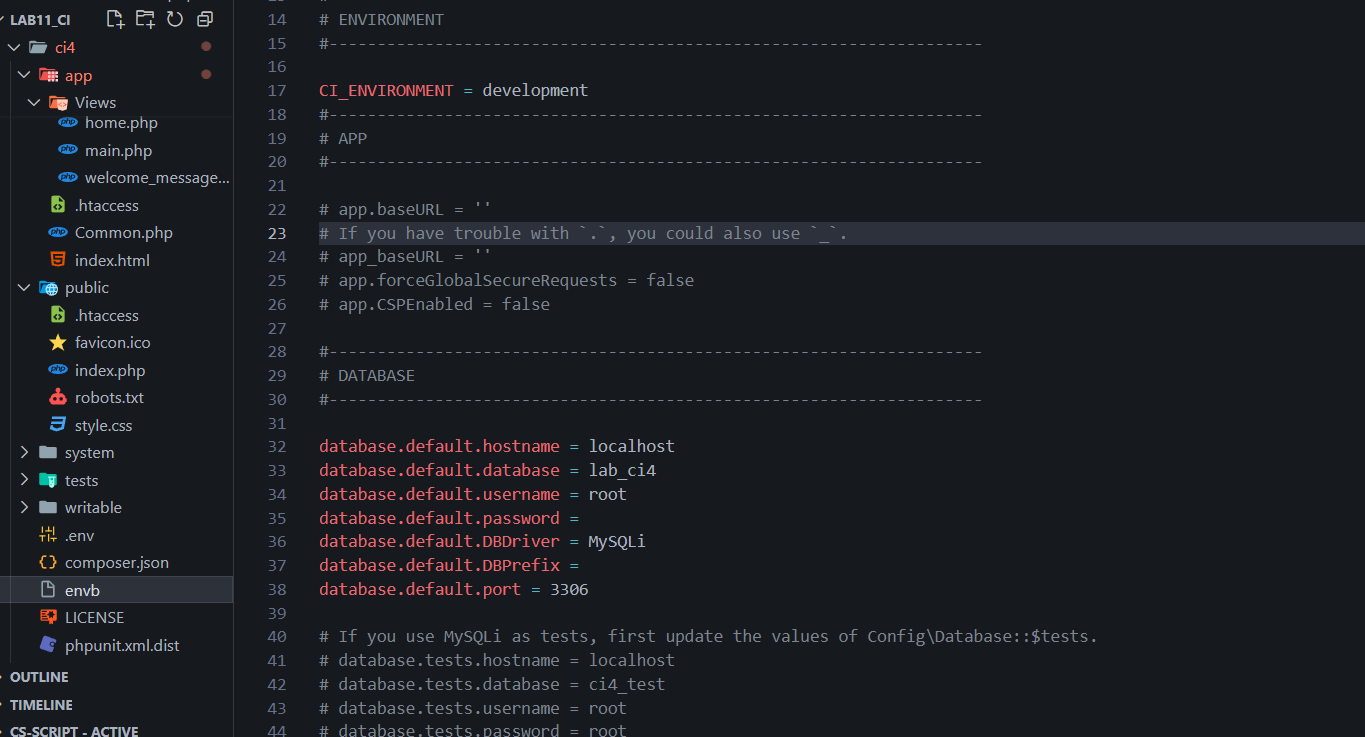 LAB11_CI
ci4
app
Views
home.php
main.php
welcome_message...
.htaccess
Common.php
index.html
public
.htaccess
favicon.ico
index.php
robots.txt
style.css
system
tests
writable
.env
composer.json
envb
LICENSE
phpunit.xml.dist
OUTLINE
TIMELINE
CS-SCRIPT - ACTIVE
14 # ENVIRONMENT
15 #--------------------------------------------------------------------
16
17 CI_ENVIRONMENT = development
18 #--------------------------------------------------------------------
19 # APP
20 #--------------------------------------------------------------------
21
22 # app.baseURL = ''
23 # If you have trouble with `.`, you could also use `_`.
24 # app_baseURL = ''
25 # app.forceGlobalSecureRequests = false
26 # app.CSPEnabled = false
27
28 #--------------------------------------------------------------------
29 # DATABASE
30 #--------------------------------------------------------------------
31
32 database.default.hostname = localhost
33 database.default.database = lab_ci4
34 database.default.username = root
35 database.default.password =
36 database.default.DBDriver = MySQLi
37 database.default.DBPrefix =
38 database.default.port = 3306
39
40 # If you use MySQLi as tests, first update the values of Config\Database::$tests.
41 # database.tests.hostname = localhost
42 # database.tests.database = ci4_test
43 # database.tests.username = root
44 # database.tests.password = root